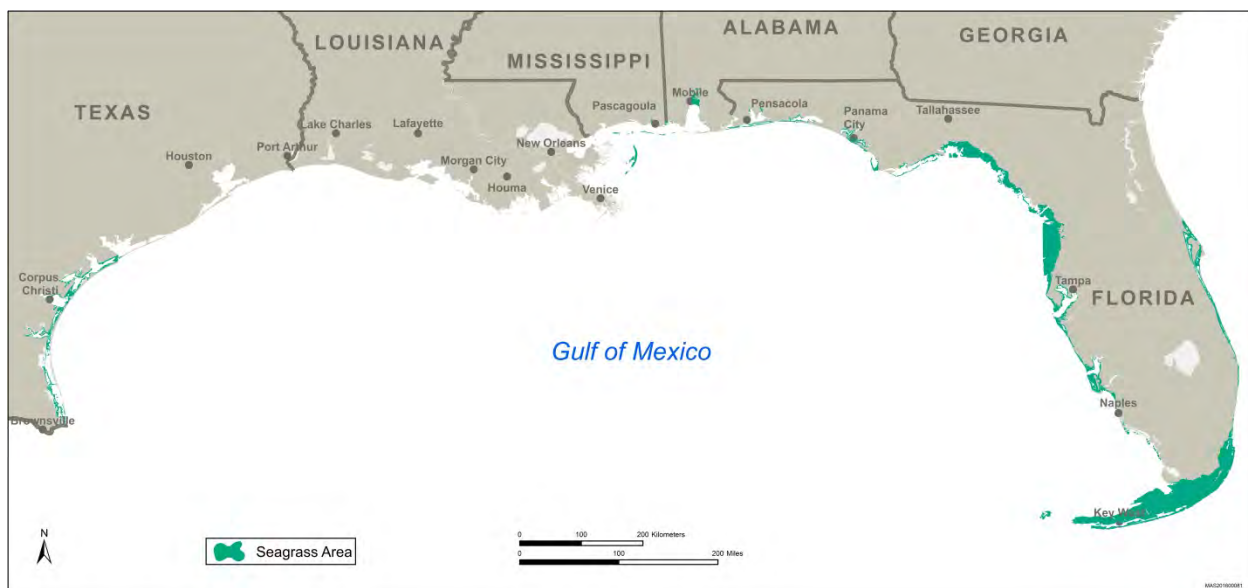 LOUISIANA
MISSISSIPPI
ALABAMA
GEORGIA
TEXAS
Mobile
Pascagoula
Pensacola
Panama
City
Tallahassee
Lake Charles
Lafayette
New Orleans
Port Arthur
Houston
Morgan City
Houma
Venice
Corpus
Christi
Tampa
FLORIDA
Gulf of Mexico
Naples
Brownsville
Key West
N
Seagrass Area
0 100 200 Kilometers
0 100 200 Miles
MAG201600081